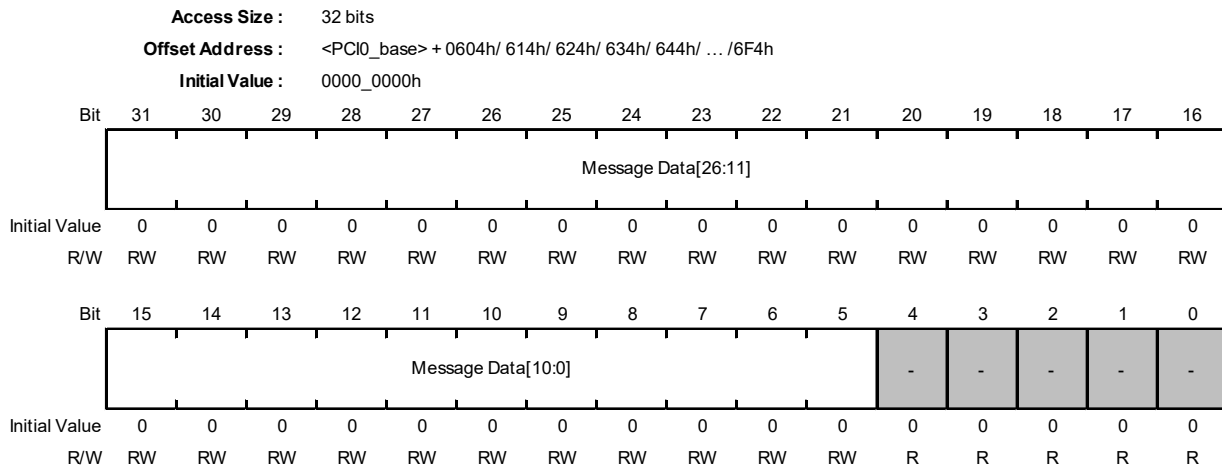 Access Size : 32 bits
Offset Address : <PCI0_base> + 0604h/ 614h/ 624h/ 634h/ 644h/ … /6F4h
Initial Value : 0000_0000h
Bit 31 30 29 28 27 26 25 24 23 22 21 20 19 18 17 16
Message Data[26:11]
Initial Value 0 0 0 0 0 0 0 0 0 0 0 0 0 0 0 0
R/W RW RW RW RW RW RW RW RW RW RW RW RW RW RW RW RW
Bit 15 14 13 12 11 10 9 8 7 6 5 4 3 2 1 0
Message Data[10:0] - - - - -
Initial Value 0 0 0 0 0 0 0 0 0 0 0 0 0 0 0 0
R/W RW RW RW RW RW RW RW RW RW RW RW R R R R R